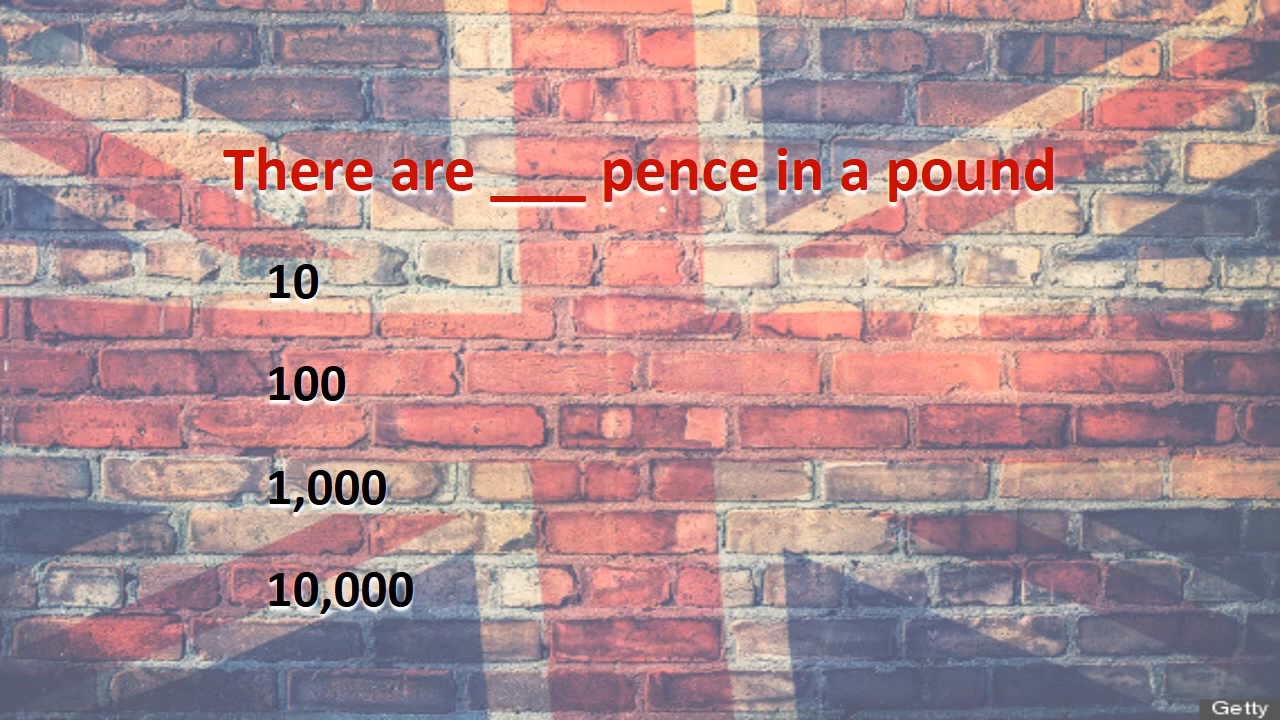 There are ___ pence in a pound
10
100
1,000
10,000
Getty